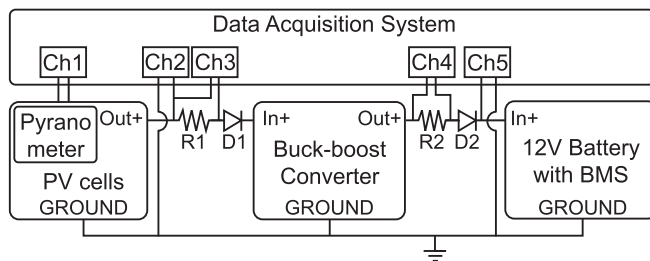 Data Acquisition System
Ch1
Ch2
Ch3
Ch4
Ch5
Pyrano
meter
Out+
PV cells
GROUND
R1
D1
In+
Out+
Buck-boost
Converter
GROUND
R2
D2
In+
12V Battery
with BMS
GROUND